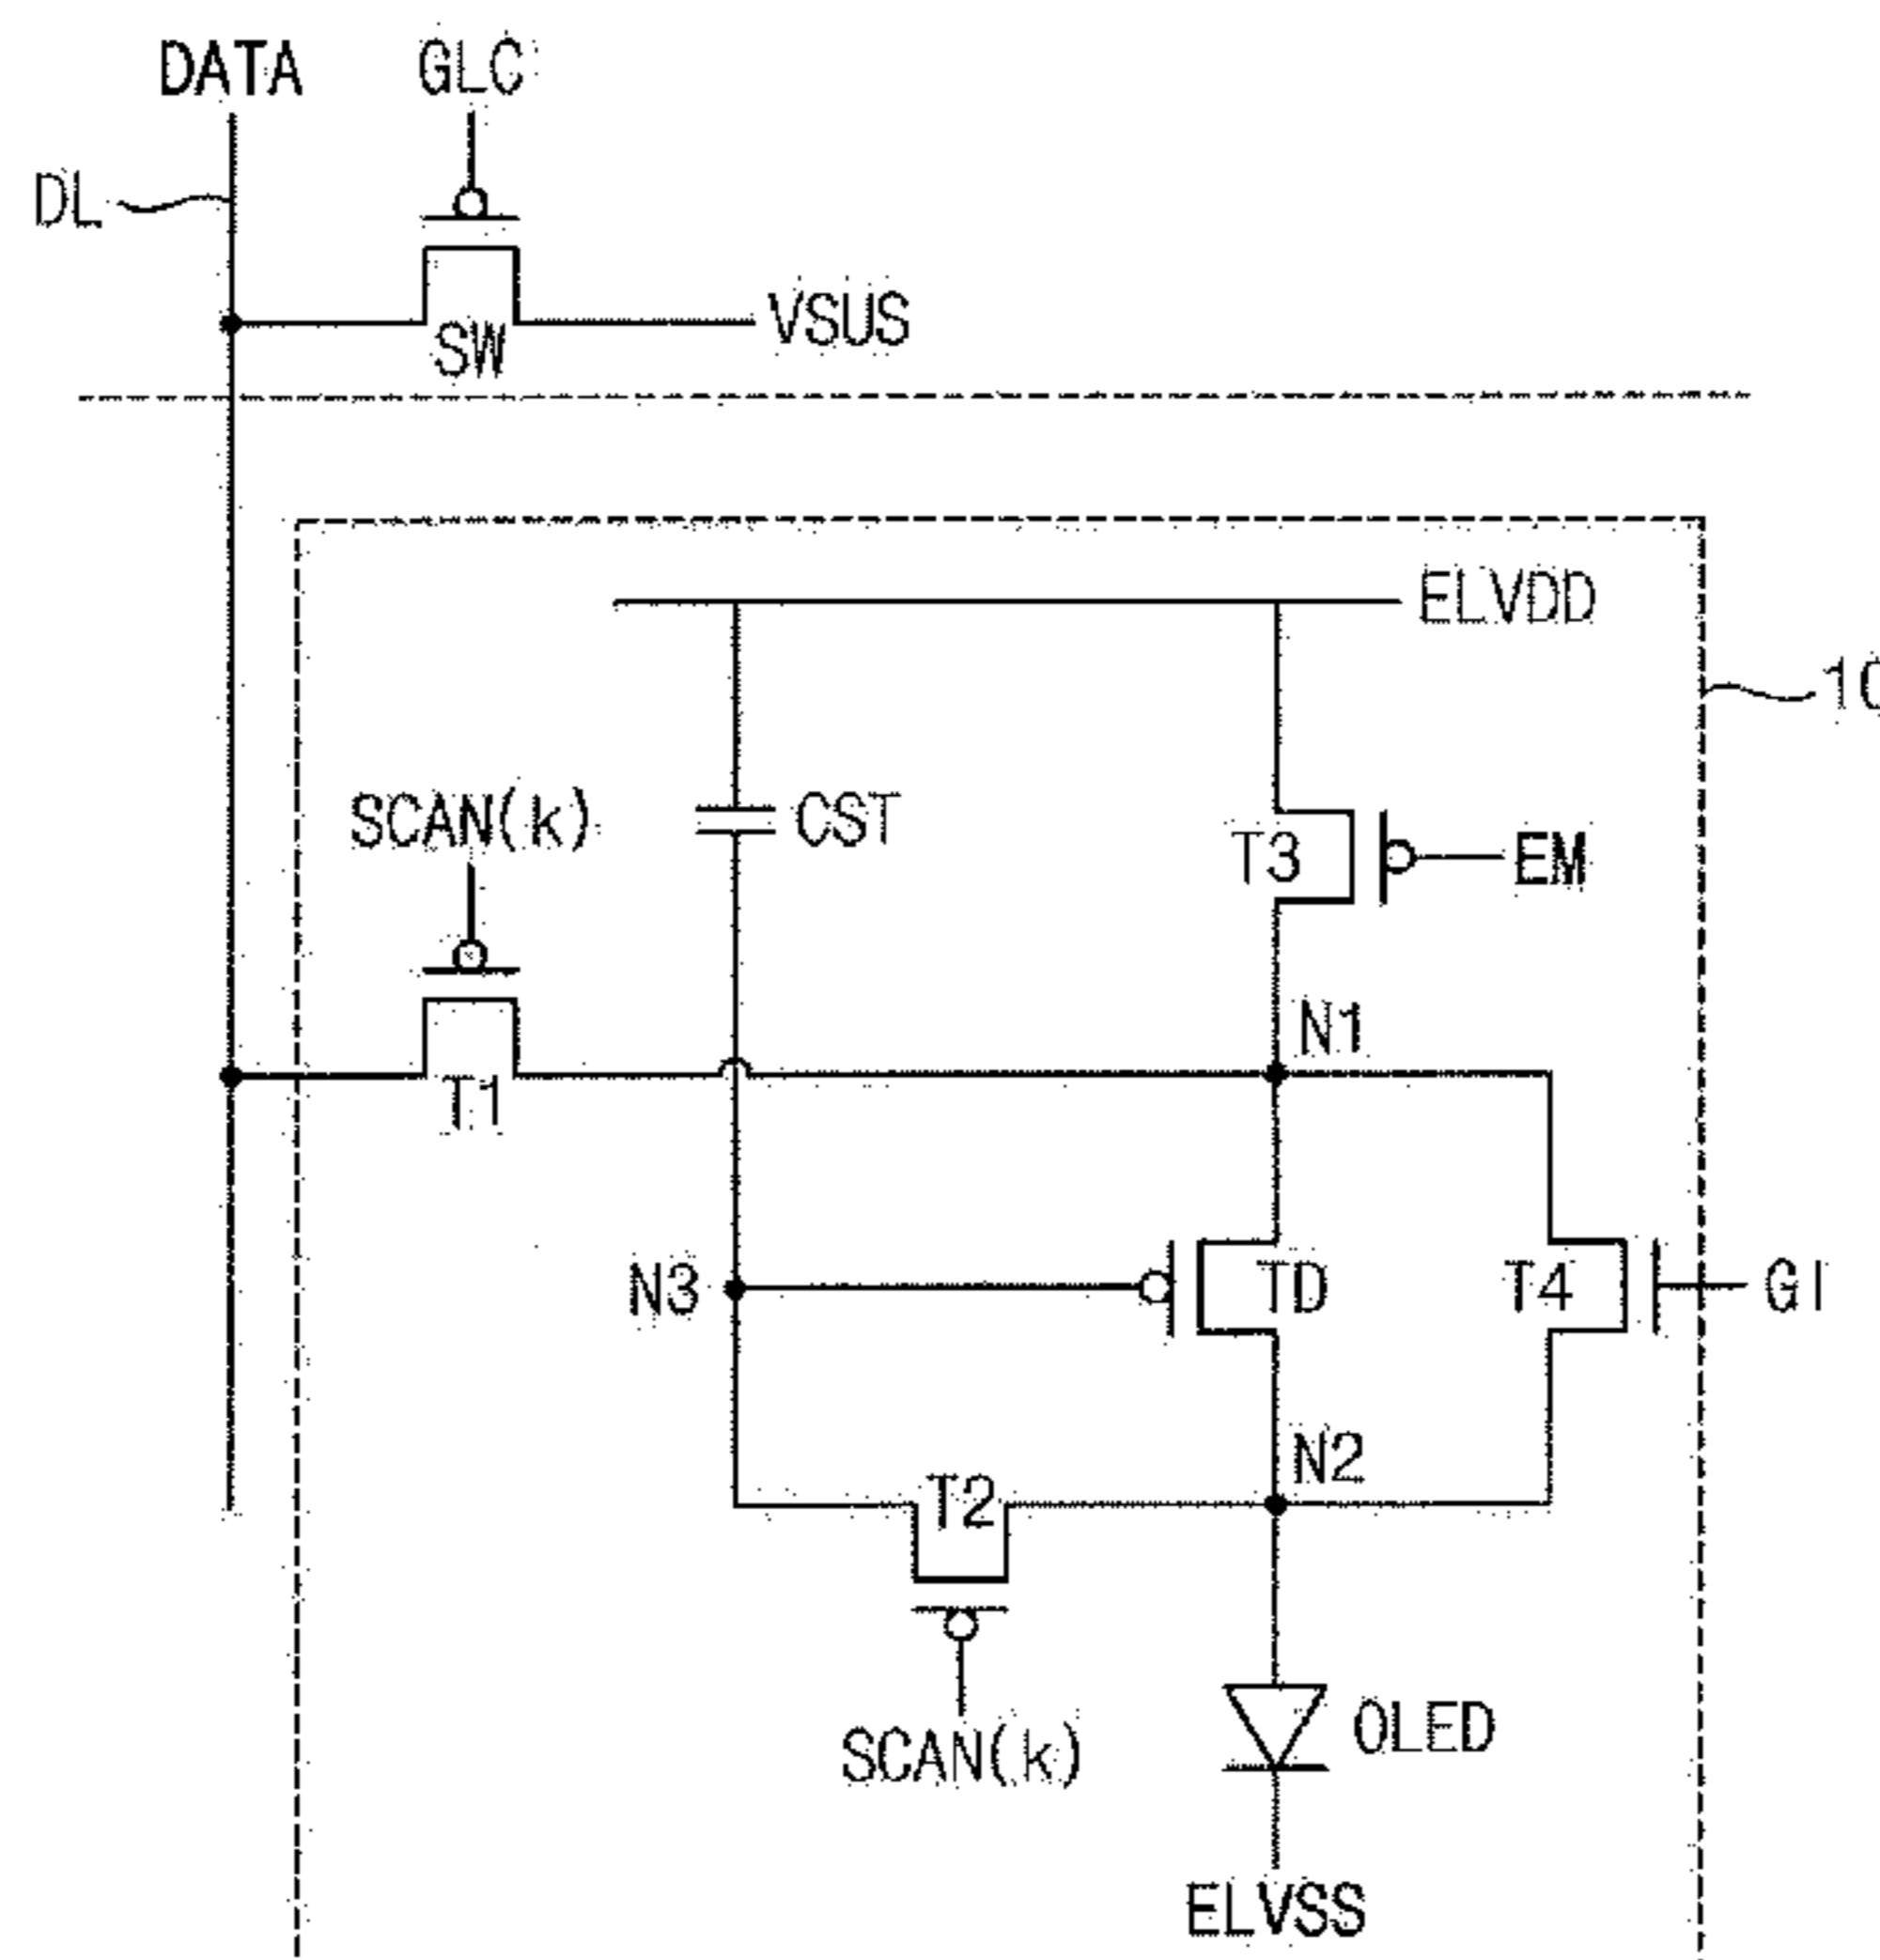 DATA
GLC
DL
SW
VSUS
ELVDD
SCAN(k)
CST
T3
EM
N1
T1
N3
TD
T4
GI
N2
T2
OLED
SCAN(k)
ELVSS